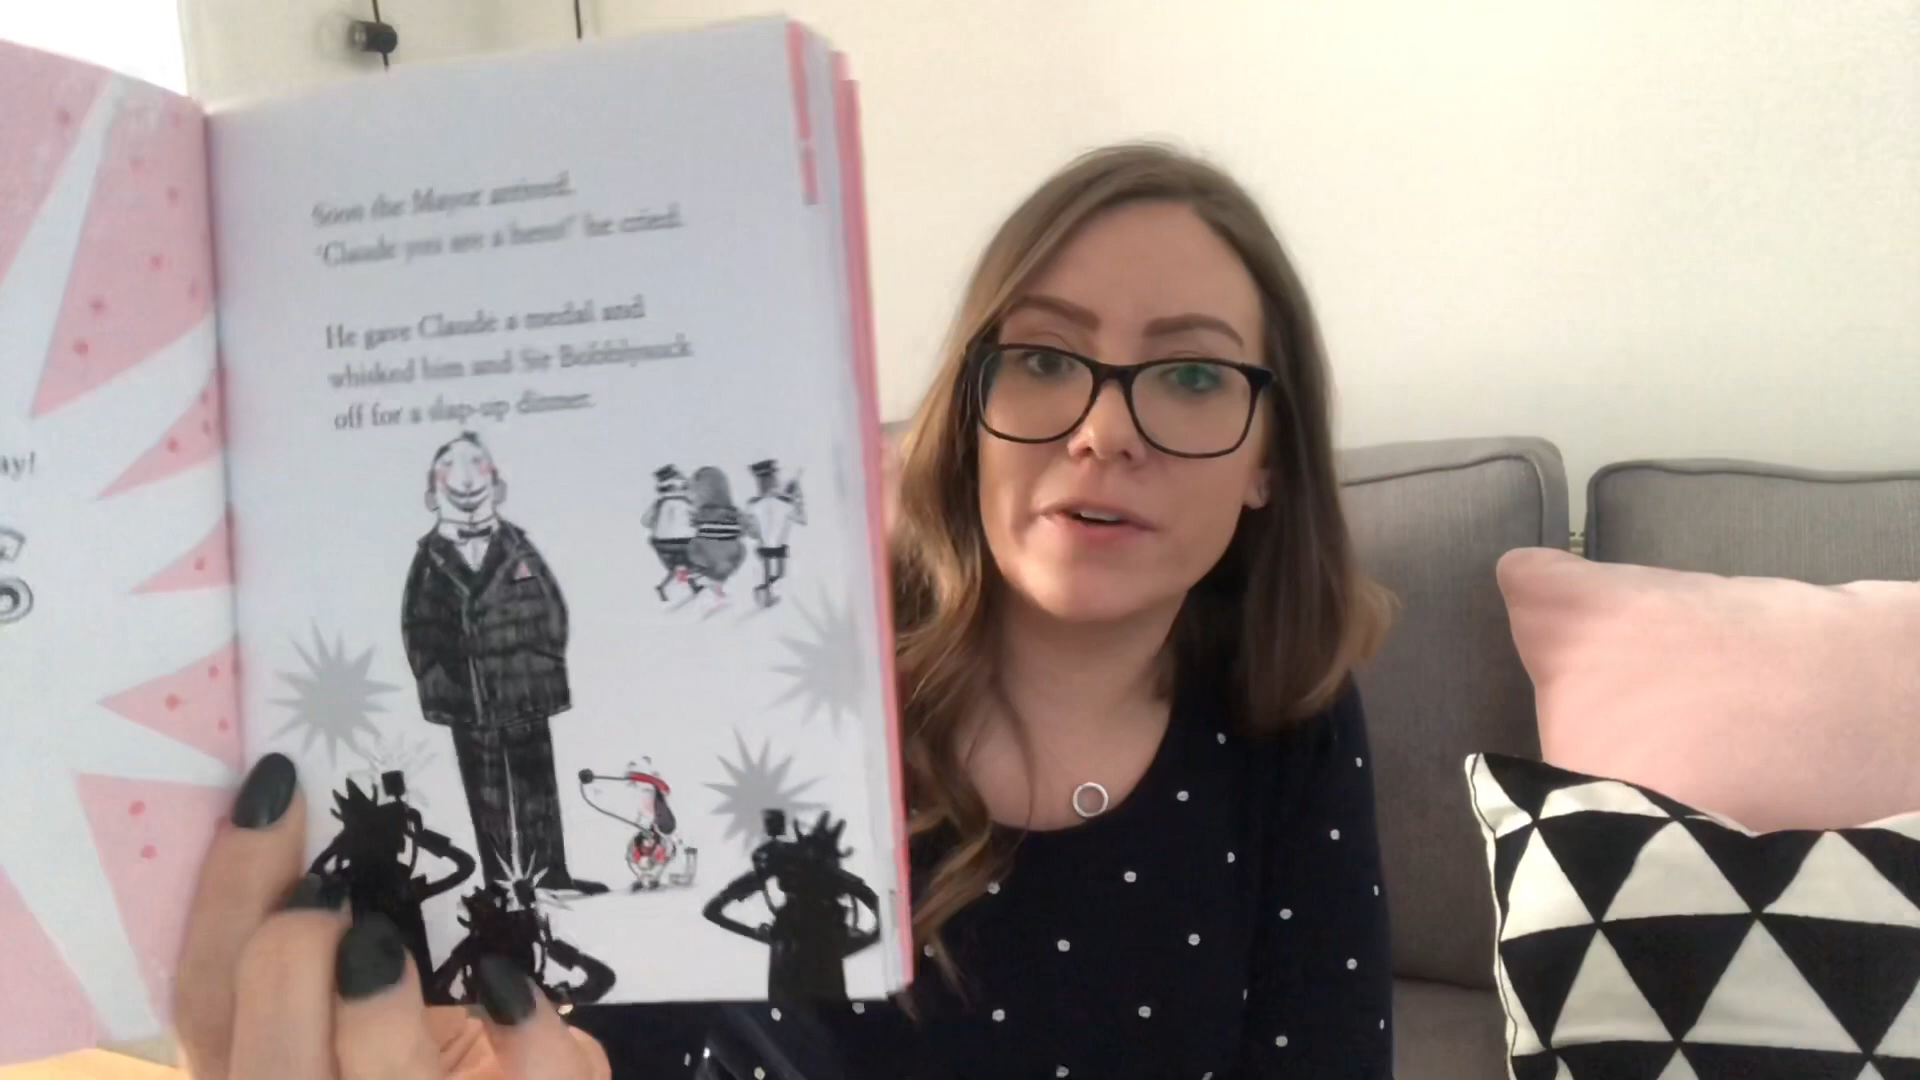 ay!
Soon the Mayor arrived.
'Claude you are a hero!' he cried.
He gave Claude a medal and
whisked him and Sir Bobblysock
off for a slap-up dinner.